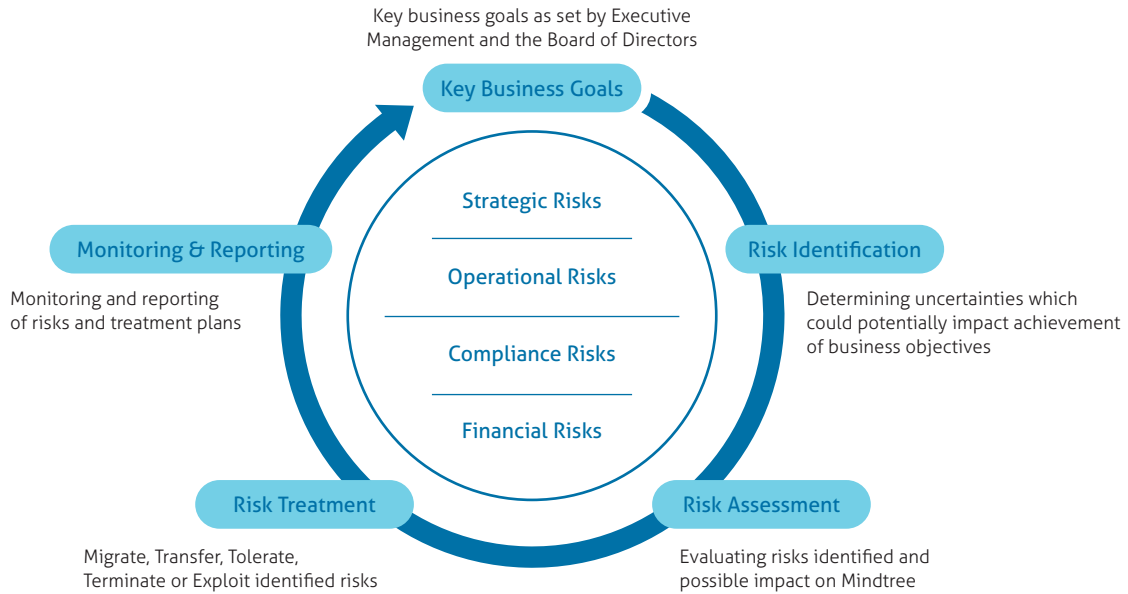 Key business goals as set by Executive
Management and the Board of Directors
Key Business Goals
Strategic Risks
Operational Risks
Compliance Risks
Financial Risks
Risk Identification
Determining uncertainties which
could potentially impact achievement
of business objectives
Risk Assessment
Evaluating risks identified and
possible impact on Mindtree
Risk Treatment
Migrate, Transfer, Tolerate,
Terminate or Exploit identified risks
Monitoring & Reporting
Monitoring and reporting
of risks and treatment plans